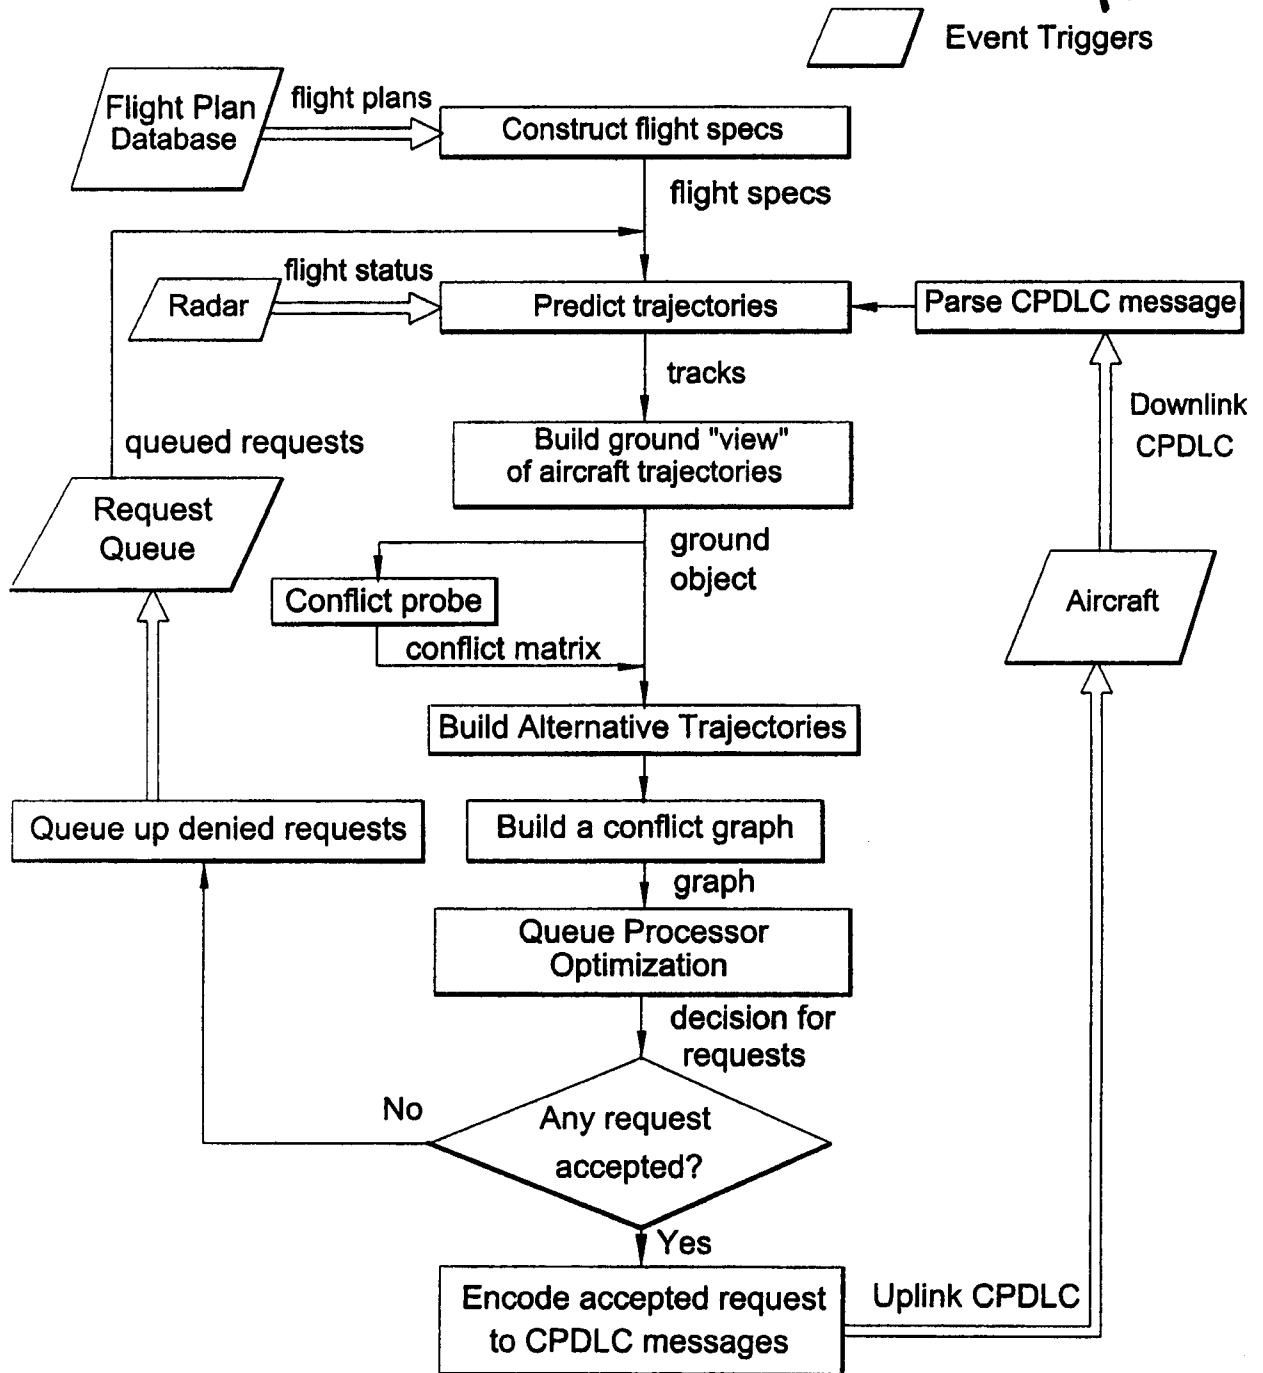 Event Triggers
Flight Plan
Database
flight plans
Construct flight specs
flight specs
flight status
Radar
Predict trajectories
Parse CPDLC message
tracks
Downlink
CPDLC
queued requests
Build ground "view"
of aircraft trajectories
Request
Queue
ground
object
Conflict probe
Aircraft
conflict matrix
Build Alternative Trajectories
Queue up denied requests
Build a conflict graph
graph
Queue Processor
Optimization
decision for
requests
No
Any request
accepted?
Yes
Encode accepted request
to CPDLC messages
Uplink CPDLC